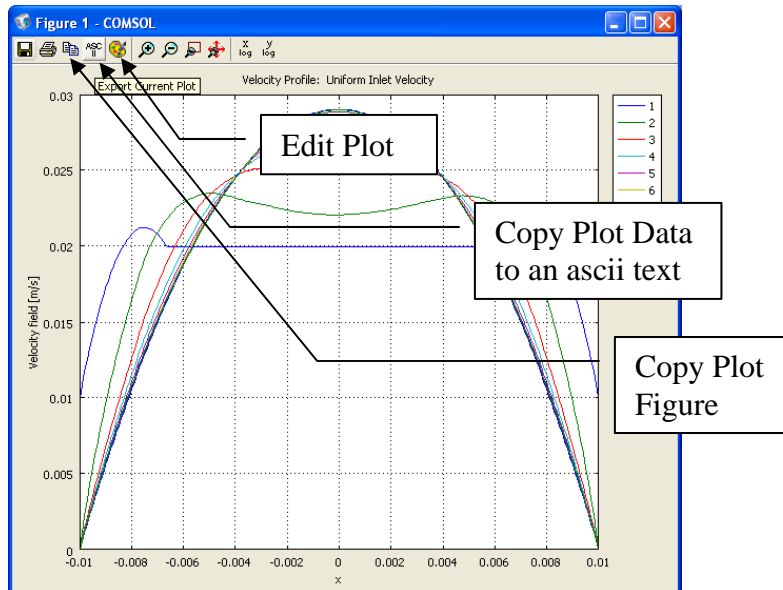 Figure 1 - COMSOL
ASC
x
log
y
log
Export Current Plot
Velocity Profile: Uniform Inlet Velocity
Edit Plot
Copy Plot Data
to an ascii text
Copy Plot
Figure
1
2
3
4
5
6
Velocity field [m/s]
0.03
0.025
0.02
0.015
0.01
0.005
0
-0.01 -0.008 -0.006 -0.004 -0.002 0 0.002 0.004 0.006 0.008 0.01
x